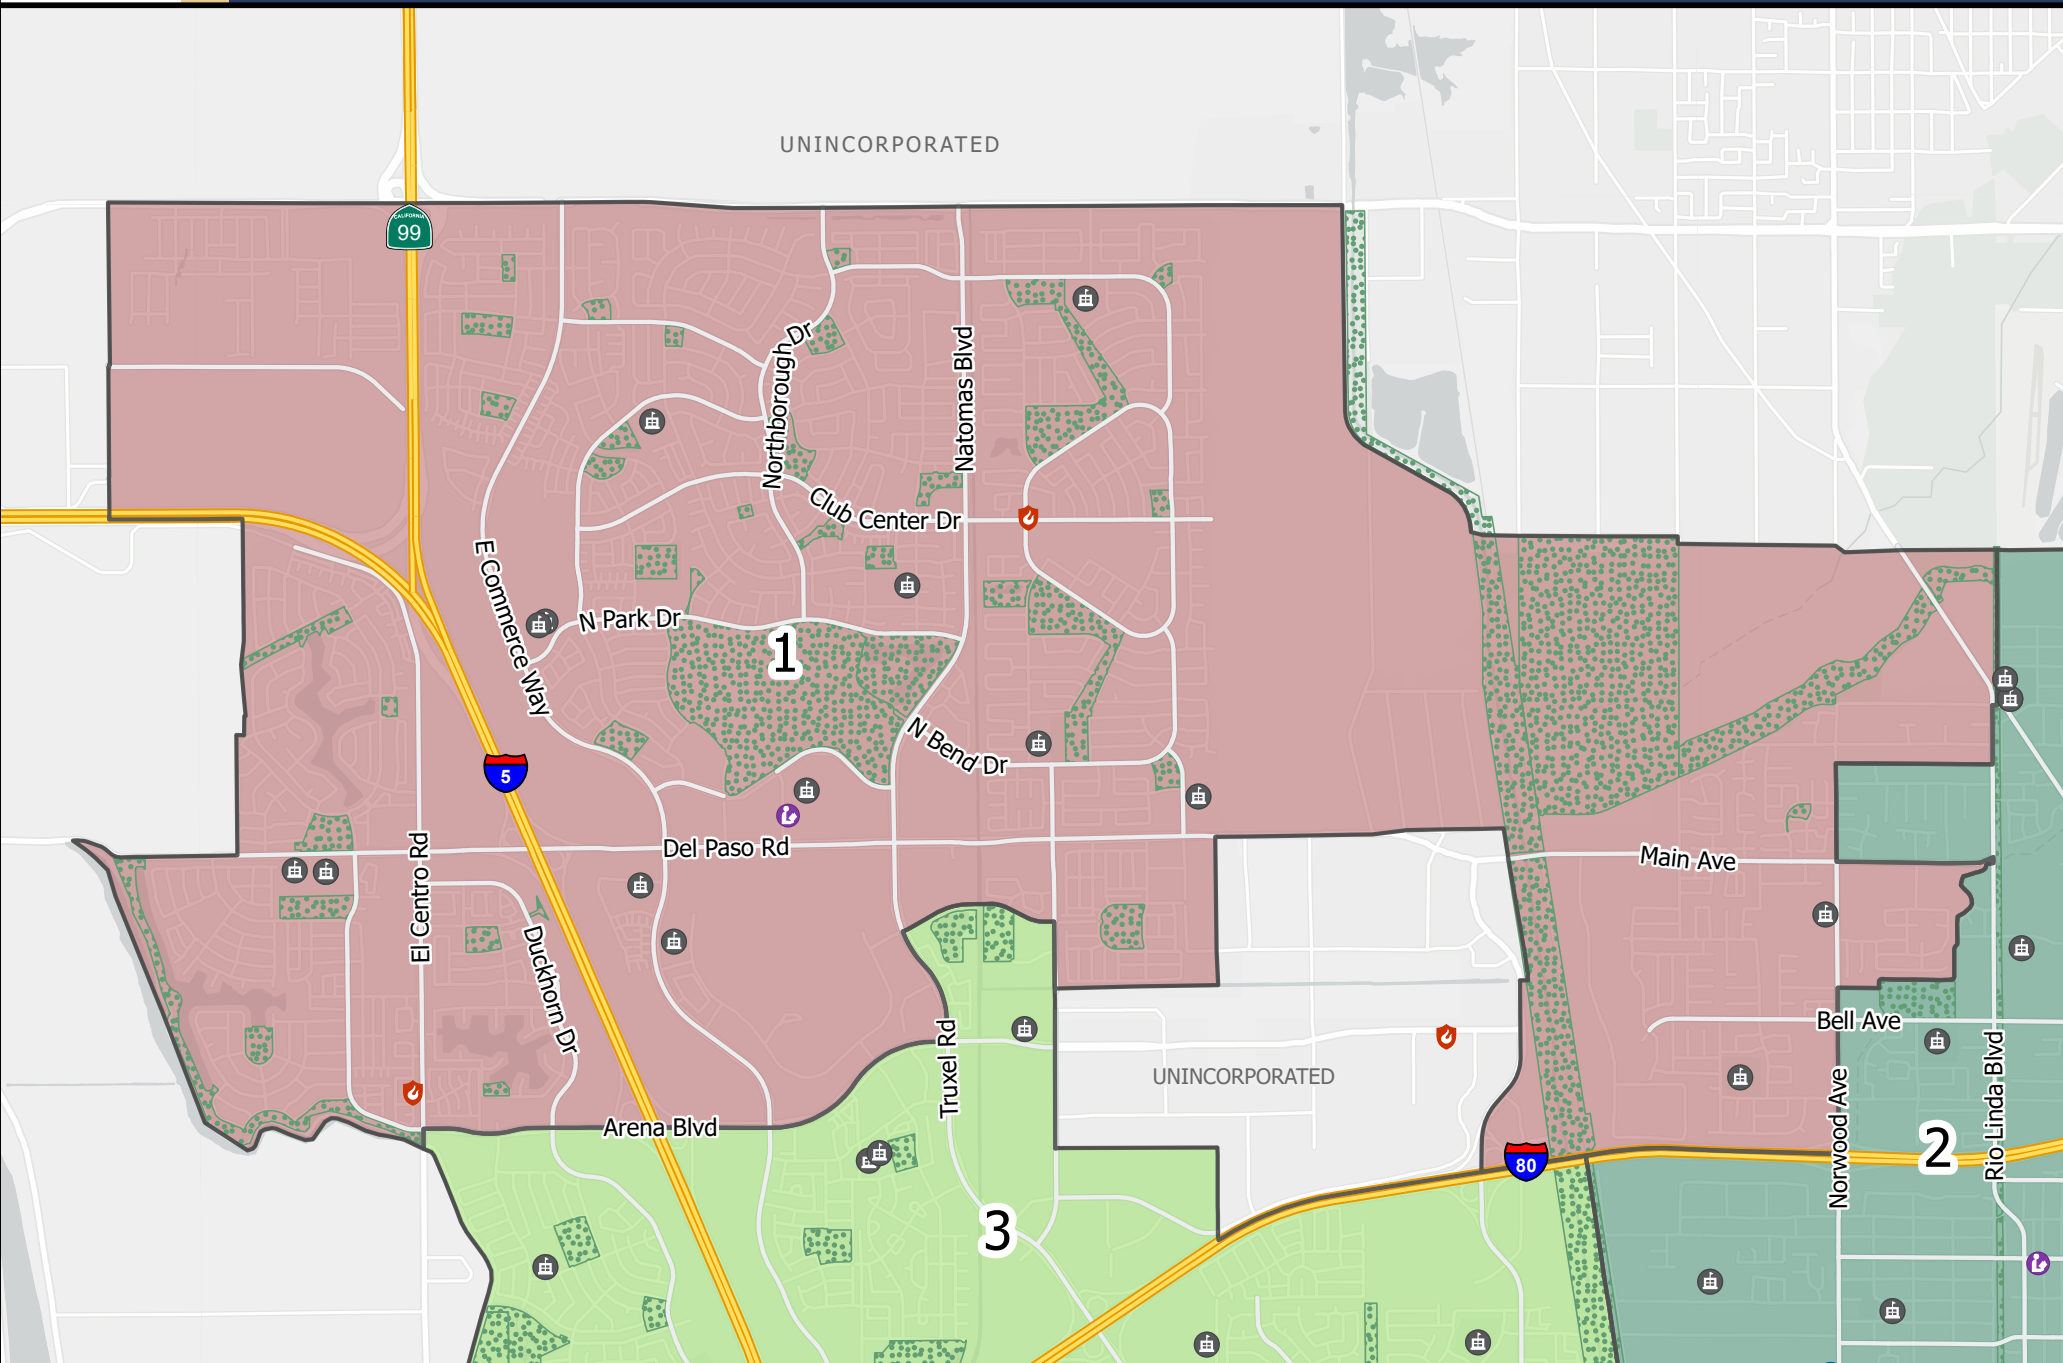 UNINCORPORATED
CALIFORNIA
99
Northborough Dr
Natomas Blvd
Club Center Dr
E Commerce Way
N Park Dr
1
N Bend Dr
5
Del Paso Rd
El Centro Rd
Main Ave
Duckhorn Dr
Bell Ave
Truxel Rd
UNINCORPORATED
Rio Linda Blvd
Norwood Ave
Arena Blvd
2
80
3